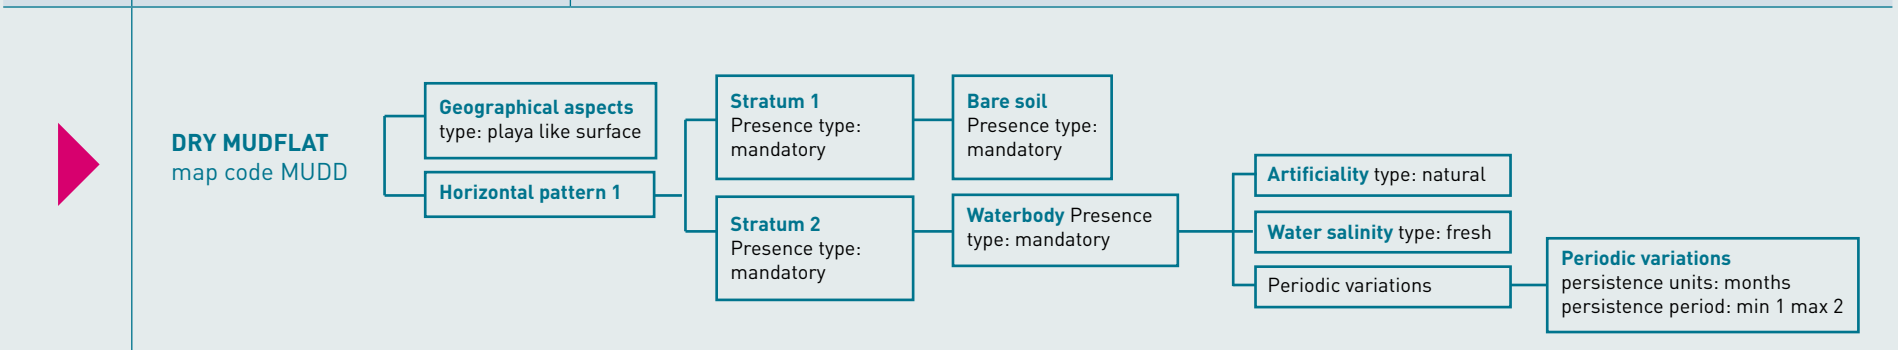 DRY MUDFLAT
map code MUDD
Geographical aspects
type: playa like surface
Horizontal pattern 1
Stratum 1
Presence type:
mandatory
Bare soil
Presence type:
mandatory
Stratum 2
Presence type:
mandatory
Waterbody Presence
type: mandatory
Artificiality type: natural
Water salinity type: fresh
Periodic variations
Periodic variations
persistence units: months
persistence period: min 1 max 2